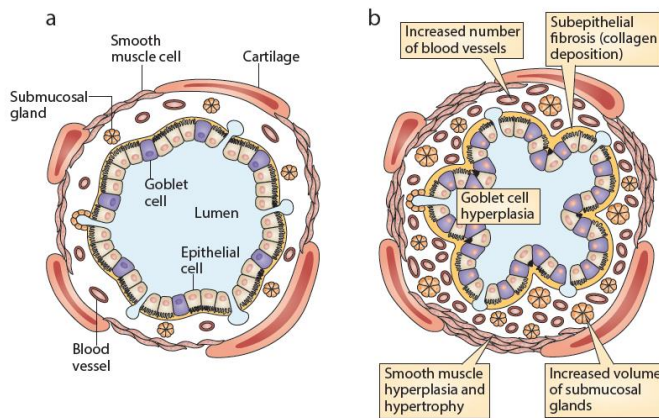 a
Smooth
muscle cell
Cartilage
Submucosal
gland
Goblet
cell
Lumen
Epithelial
cell
Blood
vessel
b
Increased number
of blood vessels
Subepithelial
fibrosis (collagen
deposition)
Goblet cell
hyperplasia
Smooth muscle
hyperplasia and
hypertrophy
Increased volume
of submucosal
glands